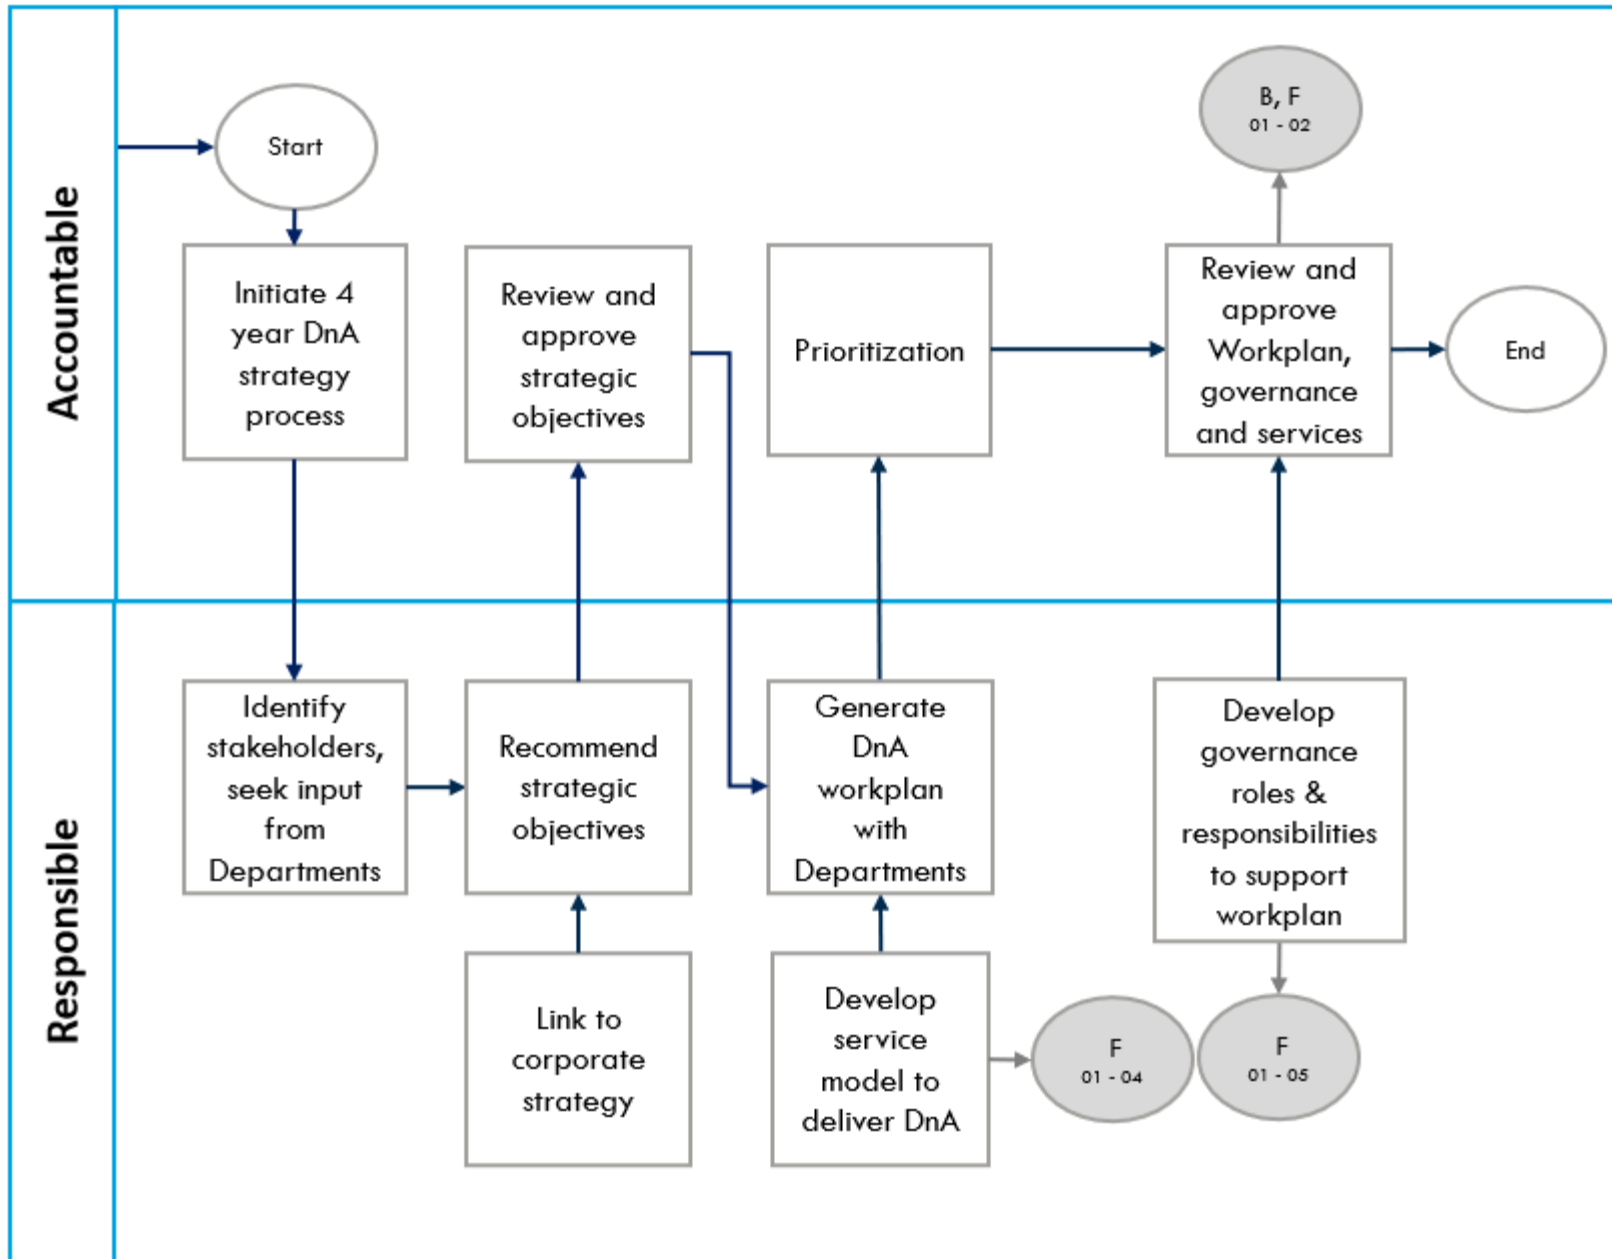 Accountable
Start
Initiate 4
year DnA
strategy
process
Review and
approve
strategic
objectives
Prioritization
B, F
01 - 02
Review and
approve
Workplan,
governance
and services
End
Responsible
Identify
stakeholders,
seek input
from
Departments
Recommend
strategic
objectives
Generate
DnA
workplan
with
Departments
Develop
governance
roles &
responsibilities
to support
workplan
Link to
corporate
strategy
Develop
service
model to
deliver DnA
F
01 - 04
F
01 - 05